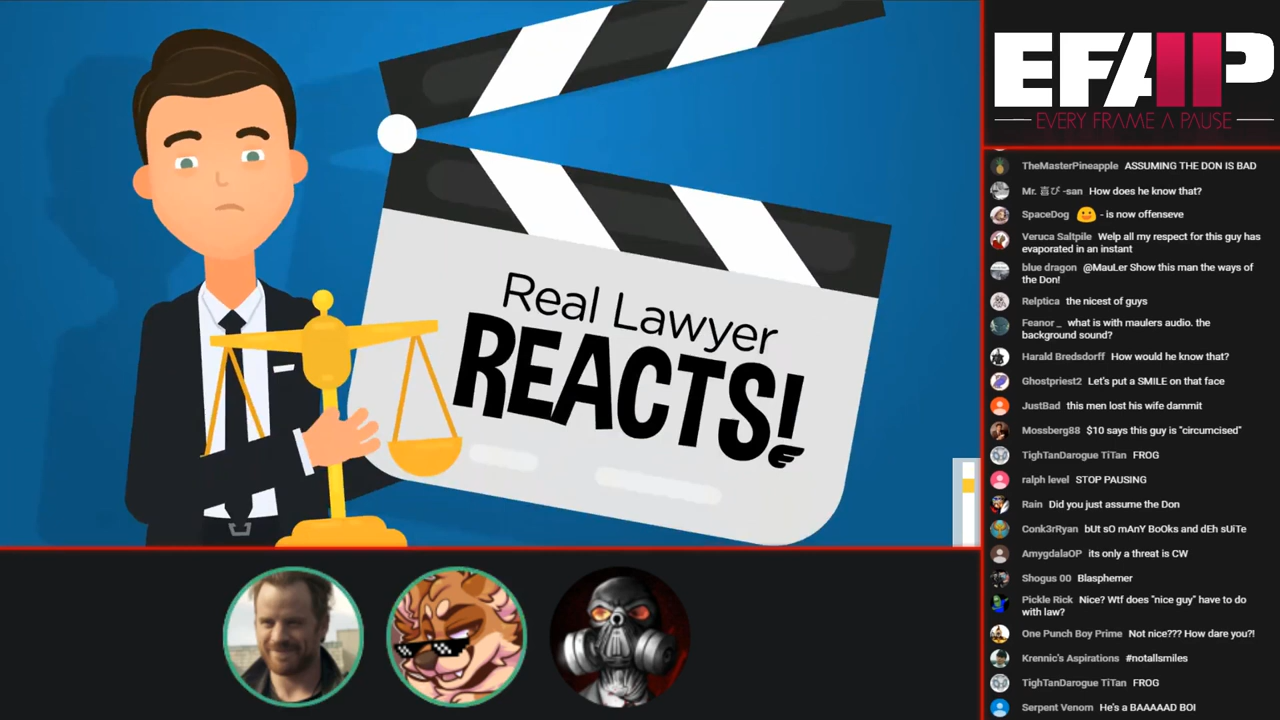 Real Lawyer
REACTS!
EFAP
EVERY FRAME A PAUSE
TheMasterPineapple ASSUMING THE DON IS BAD
Mr. 喜び -san How does he know that?
SpaceDog - is now offenseve
Veruca Saltpile Welp all my respect for this guy has
evaporated in an instant
blue dragon @MauLer Show this man the ways of
the Don!
Relptica the nicest of guys
Feanor _ what is with maulers audio. the
background sound?
Harald Bredsdorff How would he know that?
Ghostpriest2 Let's put a SMILE on that face
JustBad this men lost his wife dammit
Mossberg88 $10 says this guy is "circumcised"
TighTanDarogue TïTan FROG
ralph level STOP PAUSING
Rain Did you just assume the Don
Conk3rRyan bUt sO mAnY BoOks and dEh sUiTe
AmygdalaOP its only a threat is CW
Shogus 00 Blasphemer
Pickle Rick Nice? Wtf does "nice guy" have to do
with law?
One Punch Boy Prime Not nice??? How dare you?!
Krennic's Aspirations #notallsmiles
TighTanDarogue TïTan FROG
Serpent Venom He's a BAAAAAD BOI